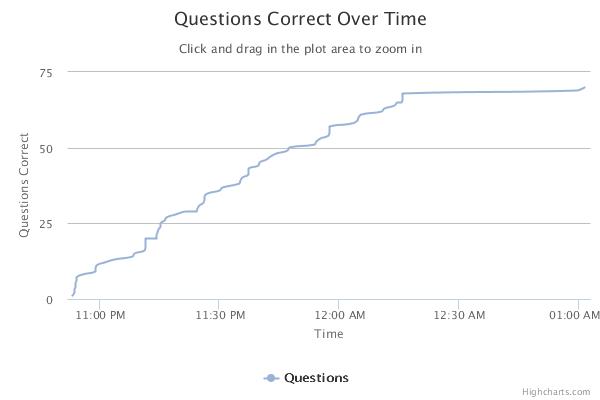 Questions Correct Over Time
Click and drag in the plot area to zoom in
75
50
25
0
Questions Correct
11:00 PM 11:30 PM 12:00 AM 12:30 AM 01:00 AM
Time
Questions
Highcharts.com